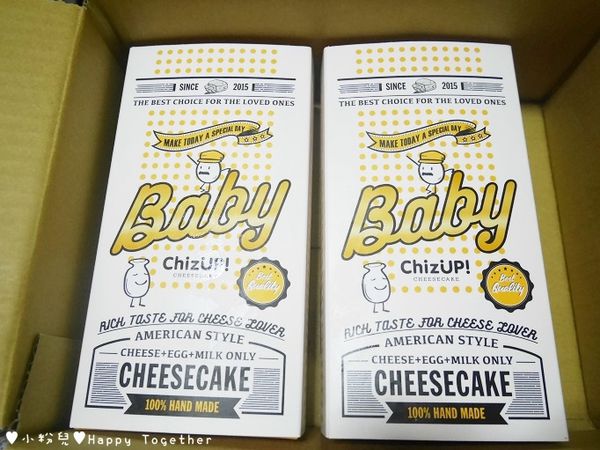 SINCE 2015
THE BEST CHOICE FOR THE LOVED ONES
MAKE TODAY A SPECIAL DAY
Baby
ChizUP!
CHEESECAKE
Best
Quality
RICH TASTE FOR CHEESE LOVER
AMERICAN STYLE
CHEESE+EGG+MILK ONLY
CHEESECAKE
100% HAND MADE
SINCE 2015
THE BEST CHOICE FOR THE LOVED ONES
MAKE TODAY A SPECIAL DAY
Baby
ChizUP!
CHEESECAKE
Best
Quality
RICH TASTE FOR CHEESE LOVER
AMERICAN STYLE
CHEESE+EGG+MILK ONLY
CHEESECAKE
100% HAND MADE
♥小粉兒♥Happy Together